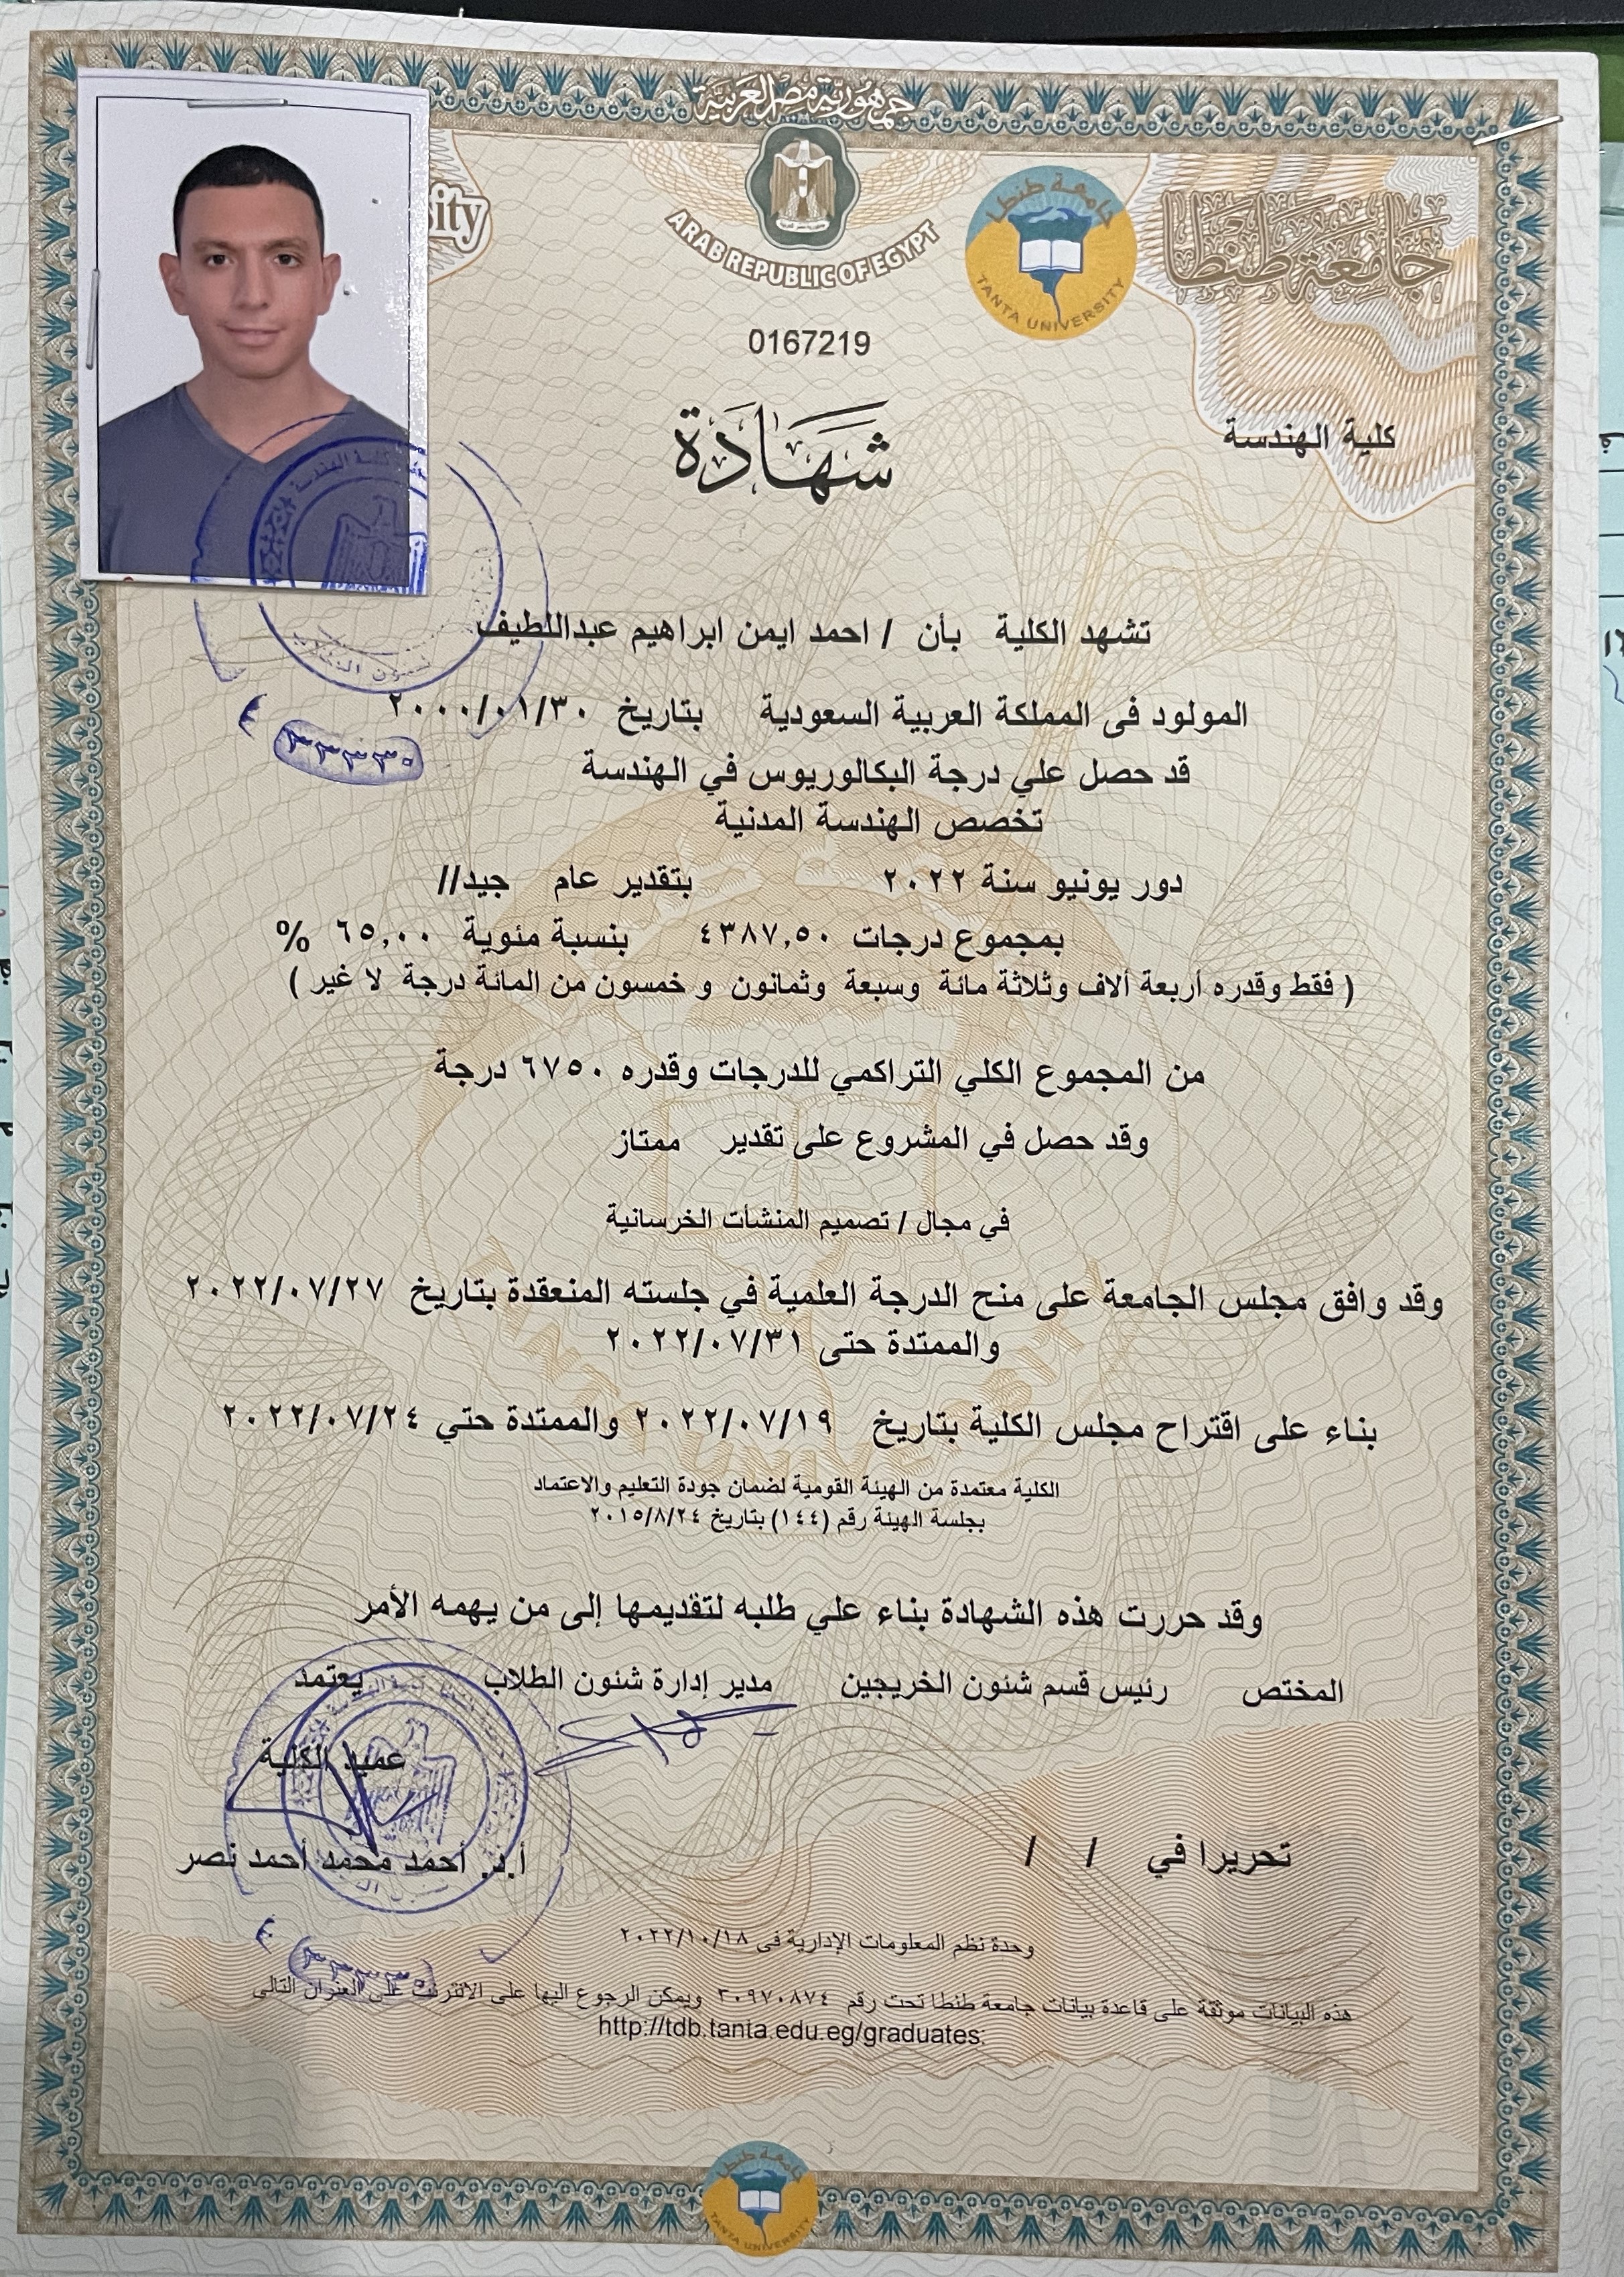 جمهورية مصر العربية
ARAB REPUBLIC OF EGYPT
جامعة طنطا
TANTA UNIVERSITY
جامعة طنطا
sity
0167219
كلية الهندسة
شهادة
تشهد الكلية بأن / احمد ايمن ابراهيم عبداللطيف
المولود فى المملكة العربية السعودية بتاريخ ٢٠٠٠/٠١/٣٠
قد حصل علي درجة البكالوريوس في الهندسة
تخصص الهندسة المدنية
دور يونيو سنة ٢٠٢٢ بتقدير عام جيد//
بمجموع درجات ٤٣٨٧,٥٠ بنسبة مئوية ٦٥,٠٠ %
( فقط وقدره أربعة ألاف وثلاثة مائة وسبعة وثمانون و خمسون من المائة درجة لا غير )
من المجموع الكلي التراكمي للدرجات وقدره ٦٧٥٠ درجة
وقد حصل في المشروع على تقدير ممتاز
في مجال / تصميم المنشأت الخرسانية
وقد وافق مجلس الجامعة على منح الدرجة العلمية في جلسته المنعقدة بتاريخ ٢٠٢٢/٠٧/٢٧
والممتدة حتى ٢٠٢٢/٠٧/٣١
بناء على اقتراح مجلس الكلية بتاريخ ٢٠٢٢/٠٧/١٩ والممتدة حتي ٢٠٢٢/٠٧/٢٤
الكلية معتمدة من الهيئة القومية لضمان جودة التعليم والاعتماد
بجلسة الهيئة رقم (١٤٤) بتاريخ ٢٠١٥/٨/٢٤
وقد حررت هذه الشهادة بناء علي طلبه لتقديمها إلى من يهمه الأمر
المختص رئيس قسم شئون الخريجين مدير إدارة شئون الطلاب يعتمد
عميد الكلية
أ.د. أحمد محمد أحمد نصر
تحريرا في / /
وحدة نظم المعلومات الإدارية فى ٢٠٢٢/١٠/١٨
هذه البيانات موثقة على قاعدة بيانات جامعة طنطا تحت رقم ٣٠٩٧٠٨٧٤ ويمكن الرجوع اليها على الانترنت على العنوان التالى
http://tdb.tanta.edu.eg/graduates:
جامعة طنطا
TANTA UNIVERSITY